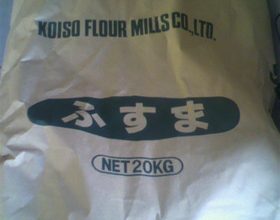 KOISO FLOUR MILLS CO.,LTD.
ふすま
NET20KG